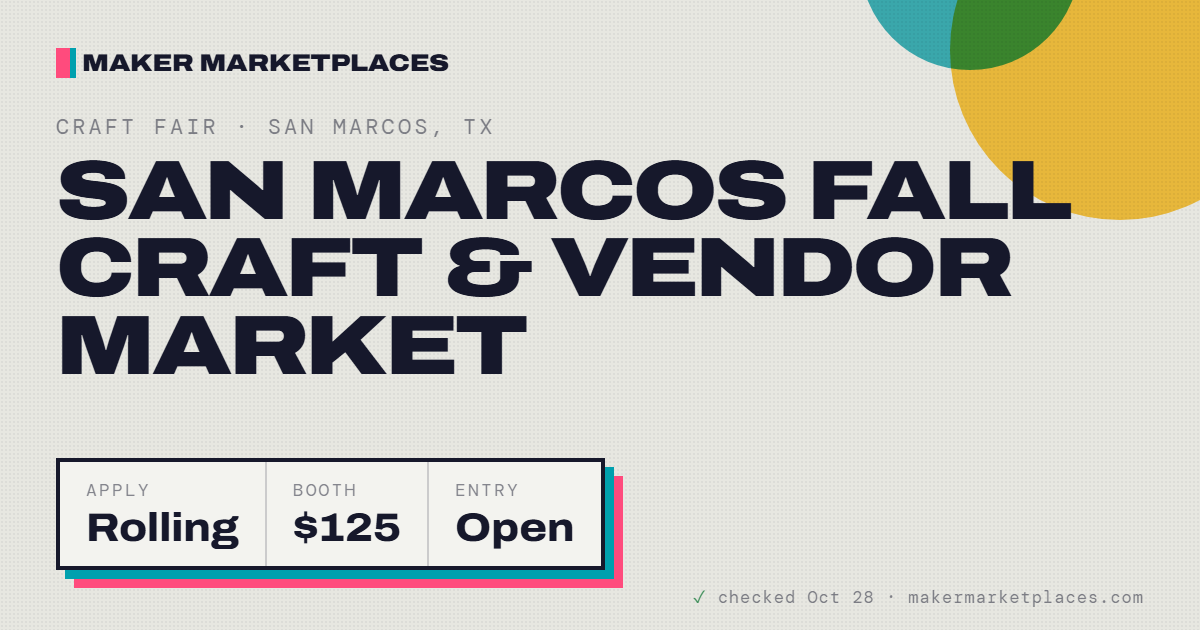 MAKER MARKETPLACES
CRAFT FAIR · SAN MARCOS, TX
SAN MARCOS FALL
CRAFT & VENDOR
MARKET
APPLY BOOTH ENTRY
Rolling $125 Open
✓ checked Oct 28 · makermarketplaces.com